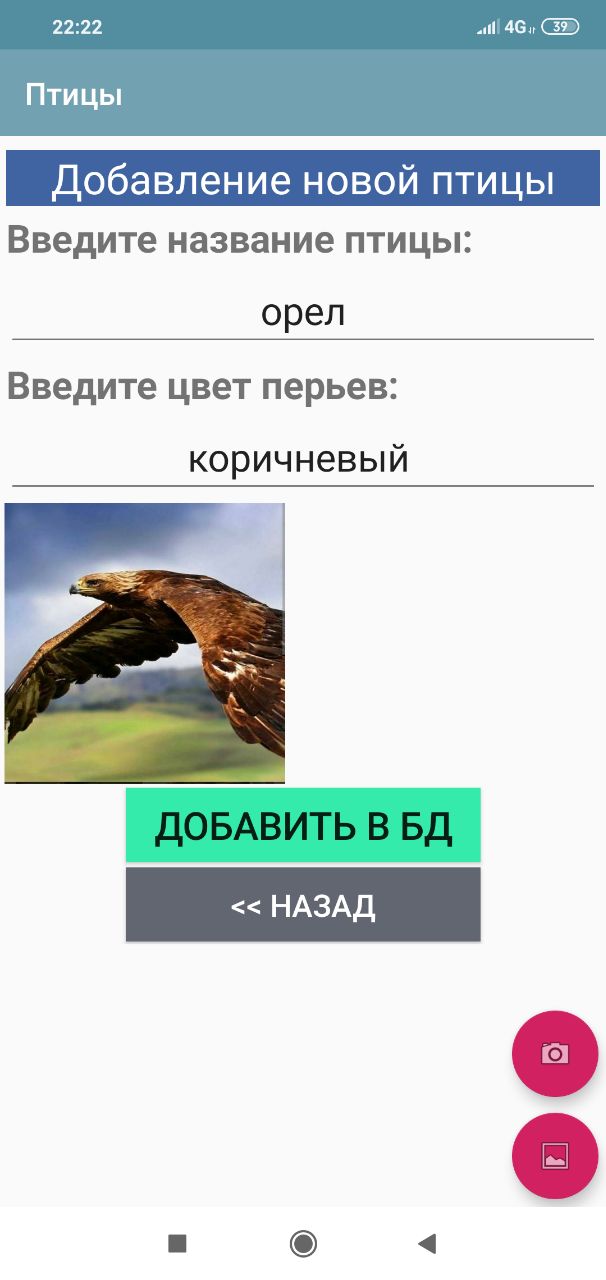 22:22
4G 39
Птицы
Добавление новой птицы
Введите название птицы:
орел
Введите цвет перьев:
коричневый
ДОБАВИТЬ В БД
<< НАЗАД